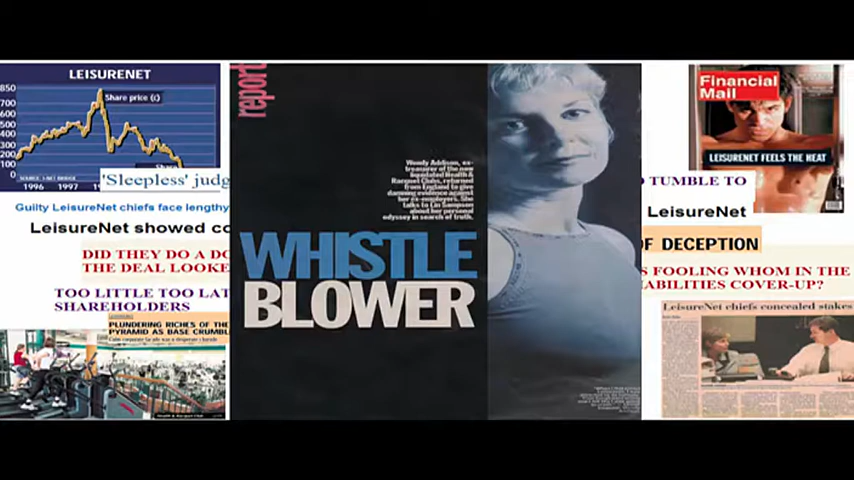 LEISURENET
850
Share price (c)
700
500
400
300
200
100
0
Share
SOURCE: I-NET BRIDGE
1996 1997
'Sleepless' judg
Guilty LeisureNet chiefs face lengthy
LeisureNet showed co
DID THEY DO A DO
THE DEAL LOOKE
TOO LITTLE TOO LAT
SHAREHOLDERS
PLUNDERING RICHES OF THE
PYRAMID AS BASE CRUMBL
report
Wendy Addison, ex-
treasurer of the now
liquidated Health &
Racquet Clubs, returned
from England to give
damning evidence against
her ex-employers. She
talks to Lin Sampson
about her personal
odyssey in search of truth.
WHISTLE
BLOWER
Financial
Mail
LEISURENET FEELS THE HEAT
O TUMBLE TO
LeisureNet
OF DECEPTION
S FOOLING WHOM IN THE
ABILITIES COVER-UP?
LeisureNet chiefs concealed stakes